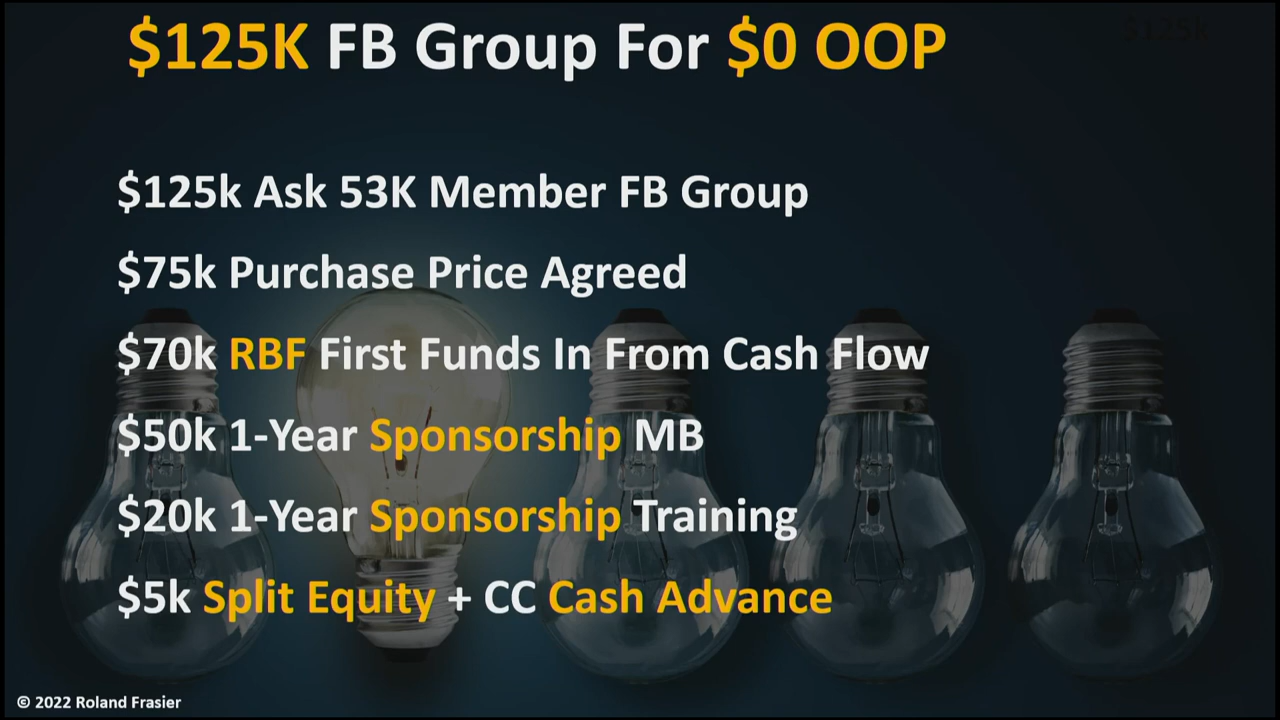 $125K FB Group For $0 OOP
$125k
$125k Ask 53K Member FB Group
$75k Purchase Price Agreed
$70k RBF First Funds In From Cash Flow
$50k 1-Year Sponsorship MB
$20k 1-Year Sponsorship Training
$5k Split Equity + CC Cash Advance
© 2022 Roland Frasier